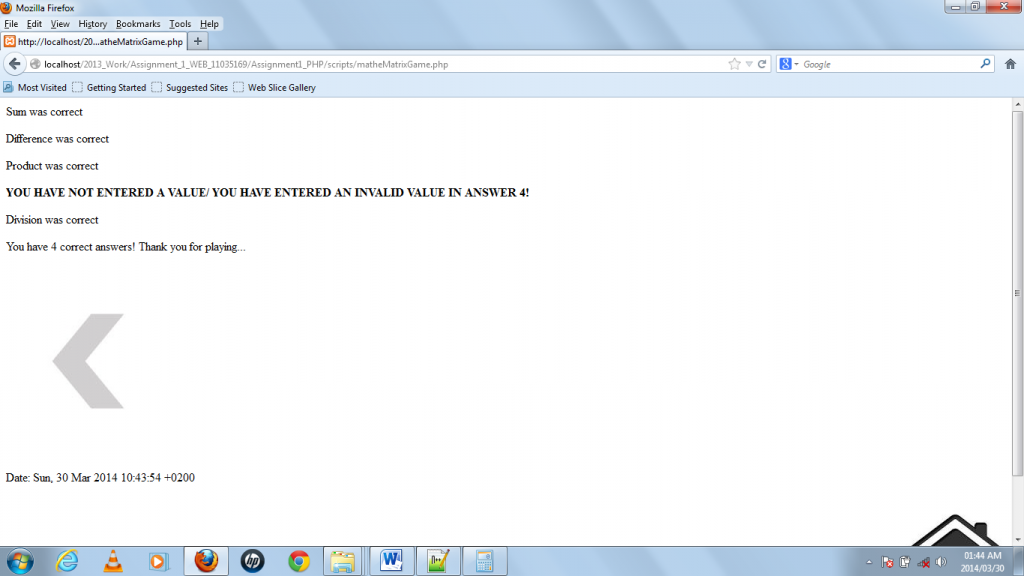 Mozilla Firefox
File Edit View History Bookmarks Tools Help
http://localhost/20...atheMatrixGame.php
localhost/2013_Work/Assignment_1_WEB_11035169/Assignment1_PHP/scripts/matheMatrixGame.php
Google
Most Visited Getting Started Suggested Sites Web Slice Gallery
Sum was correct
Difference was correct
Product was correct
YOU HAVE NOT ENTERED A VALUE/ YOU HAVE ENTERED AN INVALID VALUE IN ANSWER 4!
Division was correct
You have 4 correct answers! Thank you for playing...
Date: Sun, 30 Mar 2014 10:43:54 +0200
01:44 AM
2014/03/30